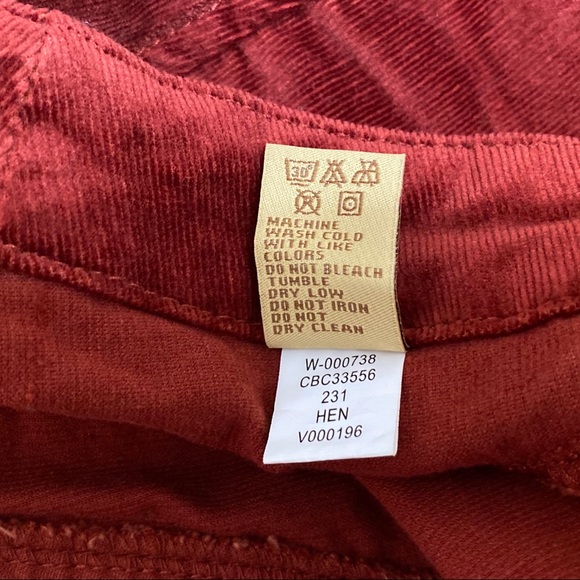 30°
MACHINE
WASH COLD
WITH LIKE
COLORS
DO NOT BLEACH
TUMBLE
DRY LOW
DO NOT IRON
DO NOT
DRY CLEAN
W-000738
CBC33556
231
HEN
V000196